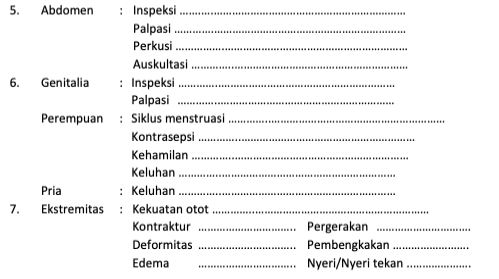 5. Abdomen : Inspeksi ........................................................
Palpasi ..........................................................
Perkusi ..........................................................
Auskultasi ......................................................
6. Genitalia : Inspeksi ......................................................
Palpasi ......................................................
Perempuan : Siklus menstruasi ......................................................
Kontrasepsi ......................................................
Kehamilan ......................................................
Keluhan ......................................................
Pria : Keluhan ......................................................
7. Ekstremitas : Kekuatan otot ......................................................
Kontraktur ......................... Pergerakan ........................
Deformitas ......................... Pembengkakan ...................
Edema ......................... Nyeri/Nyeri tekan ................